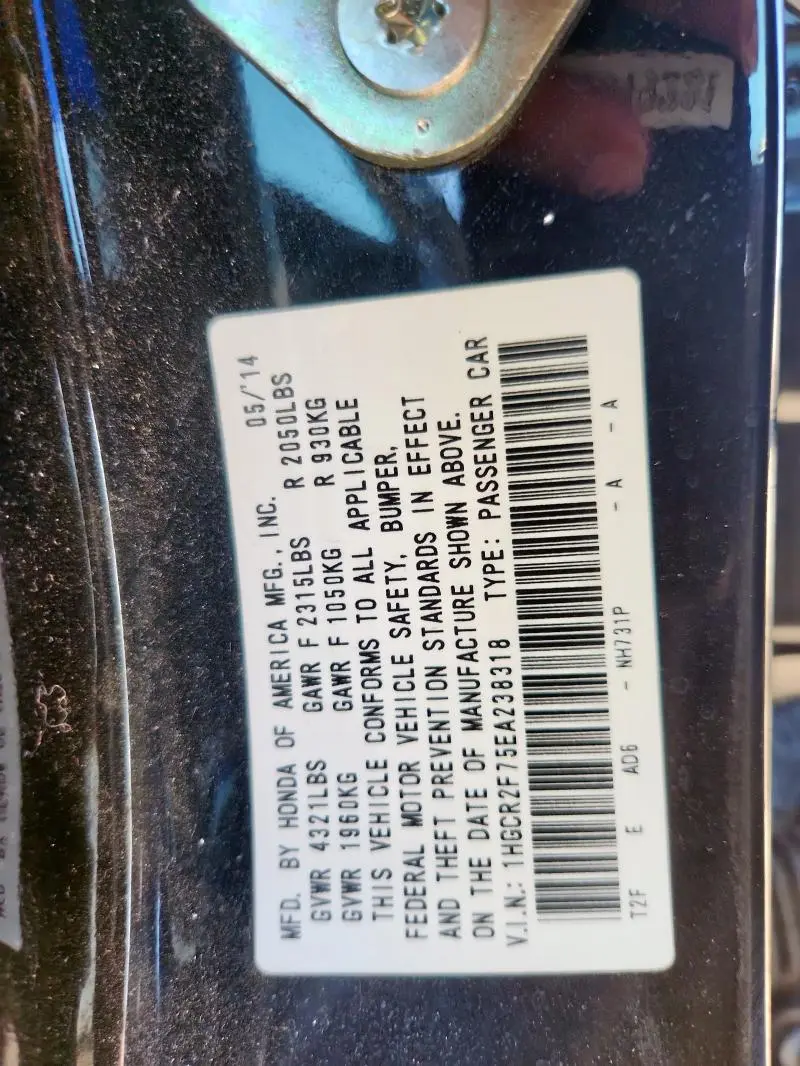 MFD. BY HONDA OF AMERICA MFG., INC. 05/'14
GVWR 4321LBS GAWR F 2315LBS R 2050LBS
GVWR 1960KG GAWR F 1050KG R 930KG
THIS VEHICLE CONFORMS TO ALL APPLICABLE
FEDERAL MOTOR VEHICLE SAFETY, BUMPER,
AND THEFT PREVENTION STANDARDS IN EFFECT
ON THE DATE OF MANUFACTURE SHOWN ABOVE.
V.I.N.: 1HGCR2F75EA238318 TYPE: PASSENGER CAR
T2F E AD6 - NH731P - A - A